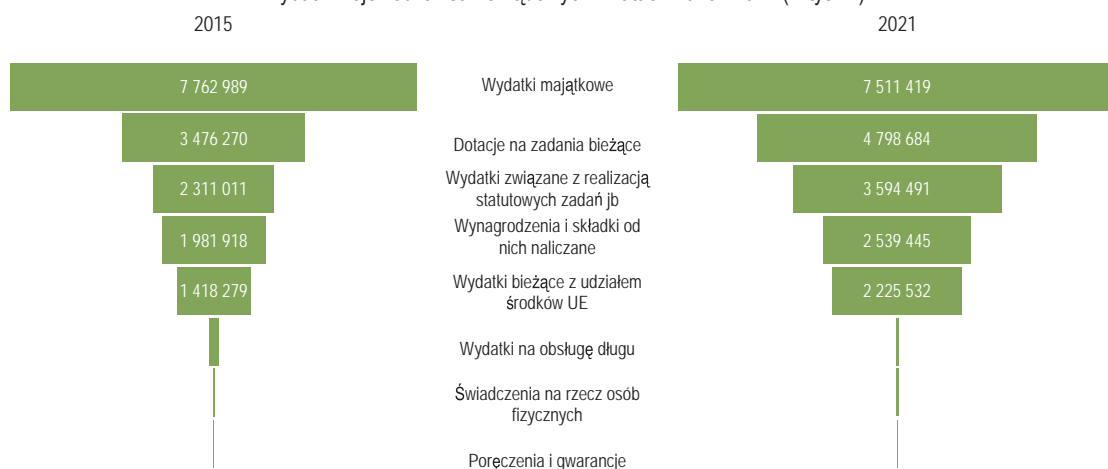 2015
2021
7 762 989
Wydatki majątkowe
7 511 419
3 476 270
Dotacje na zadania bieżące
4 798 684
2 311 011
Wydatki związane z realizacją
statutowych zadań jb
3 594 491
1 981 918
Wynagrodzenia i składki od
nich naliczane
2 539 445
1 418 279
Wydatki bieżące z udziałem
środków UE
2 225 532
Wydatki na obsługę długu
Świadczenia na rzecz osób
fizycznych
Poręczenia i gwarancje